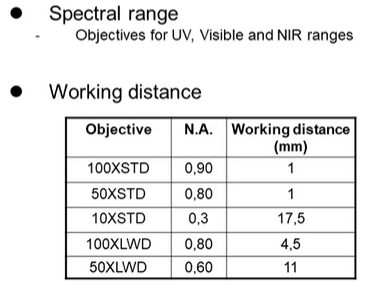 ● Spectral range
- Objectives for UV, Visible and NIR ranges
● Working distance
Objective N.A. Working distance
(mm)
100XSTD 0,90 1
50XSTD 0,80 1
10XSTD 0,3 17,5
100XLWD 0,80 4,5
50XLWD 0,60 11